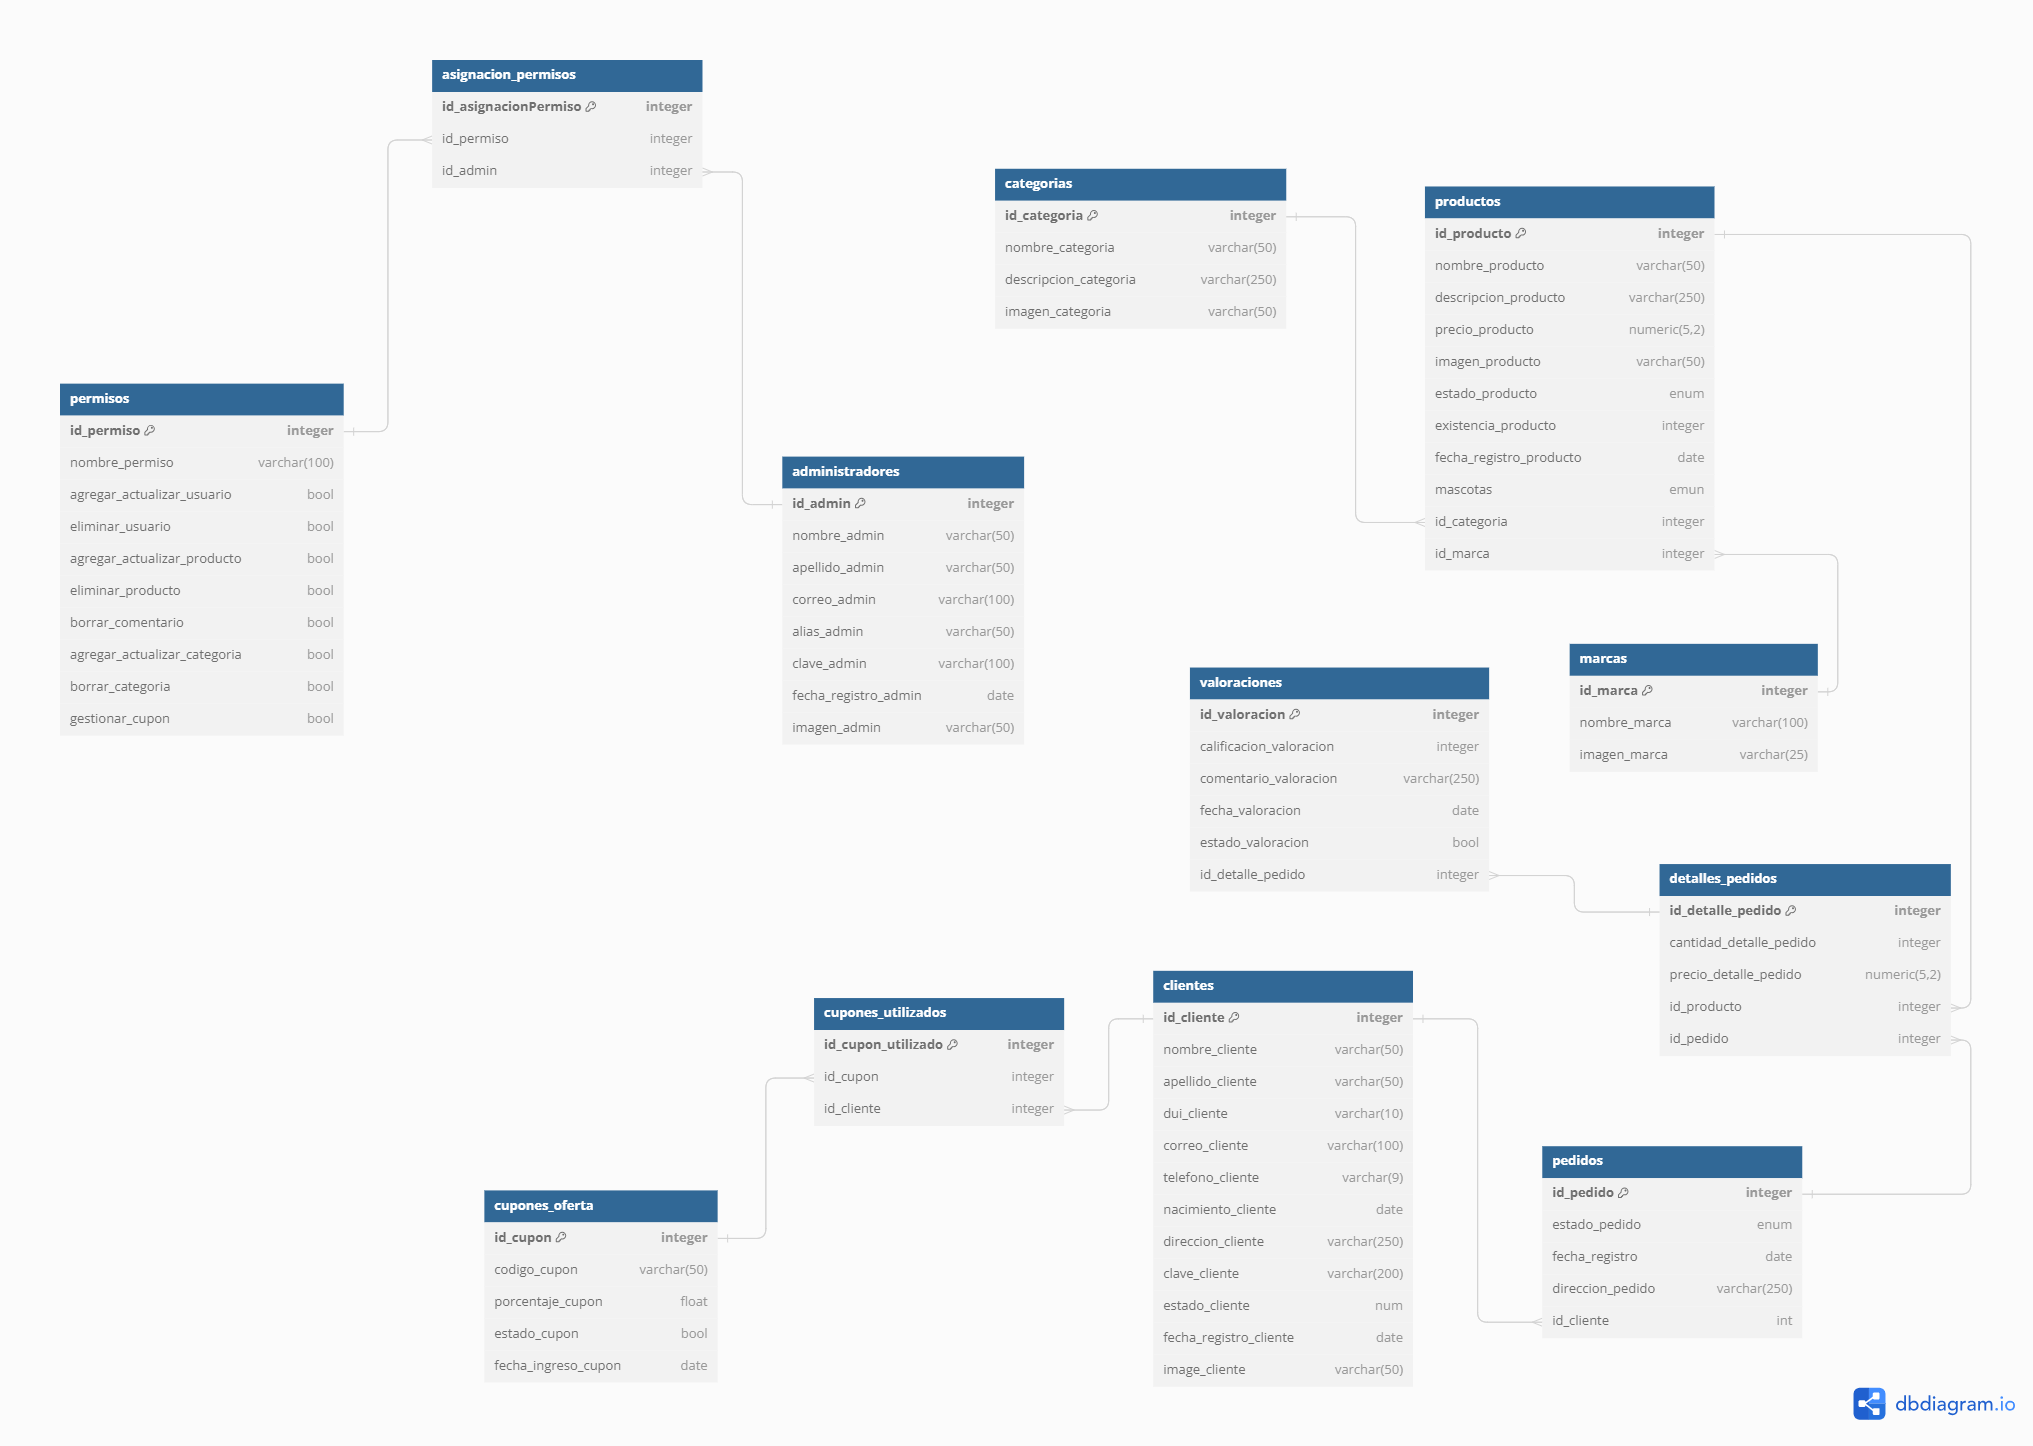 asignacion_permisos
id_asignacionPermiso integer
id_permiso integer
id_admin integer
categorias
id_categoria integer
nombre_categoria varchar(50)
descripcion_categoria varchar(250)
imagen_categoria varchar(50)
productos
id_producto integer
nombre_producto varchar(50)
descripcion_producto varchar(250)
precio_producto numeric(5,2)
imagen_producto varchar(50)
estado_producto enum
existencia_producto integer
fecha_registro_producto date
mascotas emun
id_categoria integer
id_marca integer
permisos
id_permiso integer
nombre_permiso varchar(100)
agregar_actualizar_usuario bool
eliminar_usuario bool
agregar_actualizar_producto bool
eliminar_producto bool
borrar_comentario bool
agregar_actualizar_categoria bool
borrar_categoria bool
gestionar_cupon bool
administradores
id_admin integer
nombre_admin varchar(50)
apellido_admin varchar(50)
correo_admin varchar(100)
alias_admin varchar(50)
clave_admin varchar(100)
fecha_registro_admin date
imagen_admin varchar(50)
marcas
id_marca integer
nombre_marca varchar(100)
imagen_marca varchar(25)
valoraciones
id_valoracion integer
calificacion_valoracion integer
comentario_valoracion varchar(250)
fecha_valoracion date
estado_valoracion bool
id_detalle_pedido integer
detalles_pedidos
id_detalle_pedido integer
cantidad_detalle_pedido integer
precio_detalle_pedido numeric(5,2)
id_producto integer
id_pedido integer
cupones_utilizados
id_cupon_utilizado integer
id_cupon integer
id_cliente integer
clientes
id_cliente integer
nombre_cliente varchar(50)
apellido_cliente varchar(50)
dui_cliente varchar(10)
correo_cliente varchar(100)
telefono_cliente varchar(9)
nacimiento_cliente date
direccion_cliente varchar(250)
clave_cliente varchar(200)
estado_cliente num
fecha_registro_cliente date
image_cliente varchar(50)
pedidos
id_pedido integer
estado_pedido enum
fecha_registro date
direccion_pedido varchar(250)
id_cliente int
cupones_oferta
id_cupon integer
codigo_cupon varchar(50)
porcentaje_cupon float
estado_cupon bool
fecha_ingreso_cupon date
dbdiagram.io